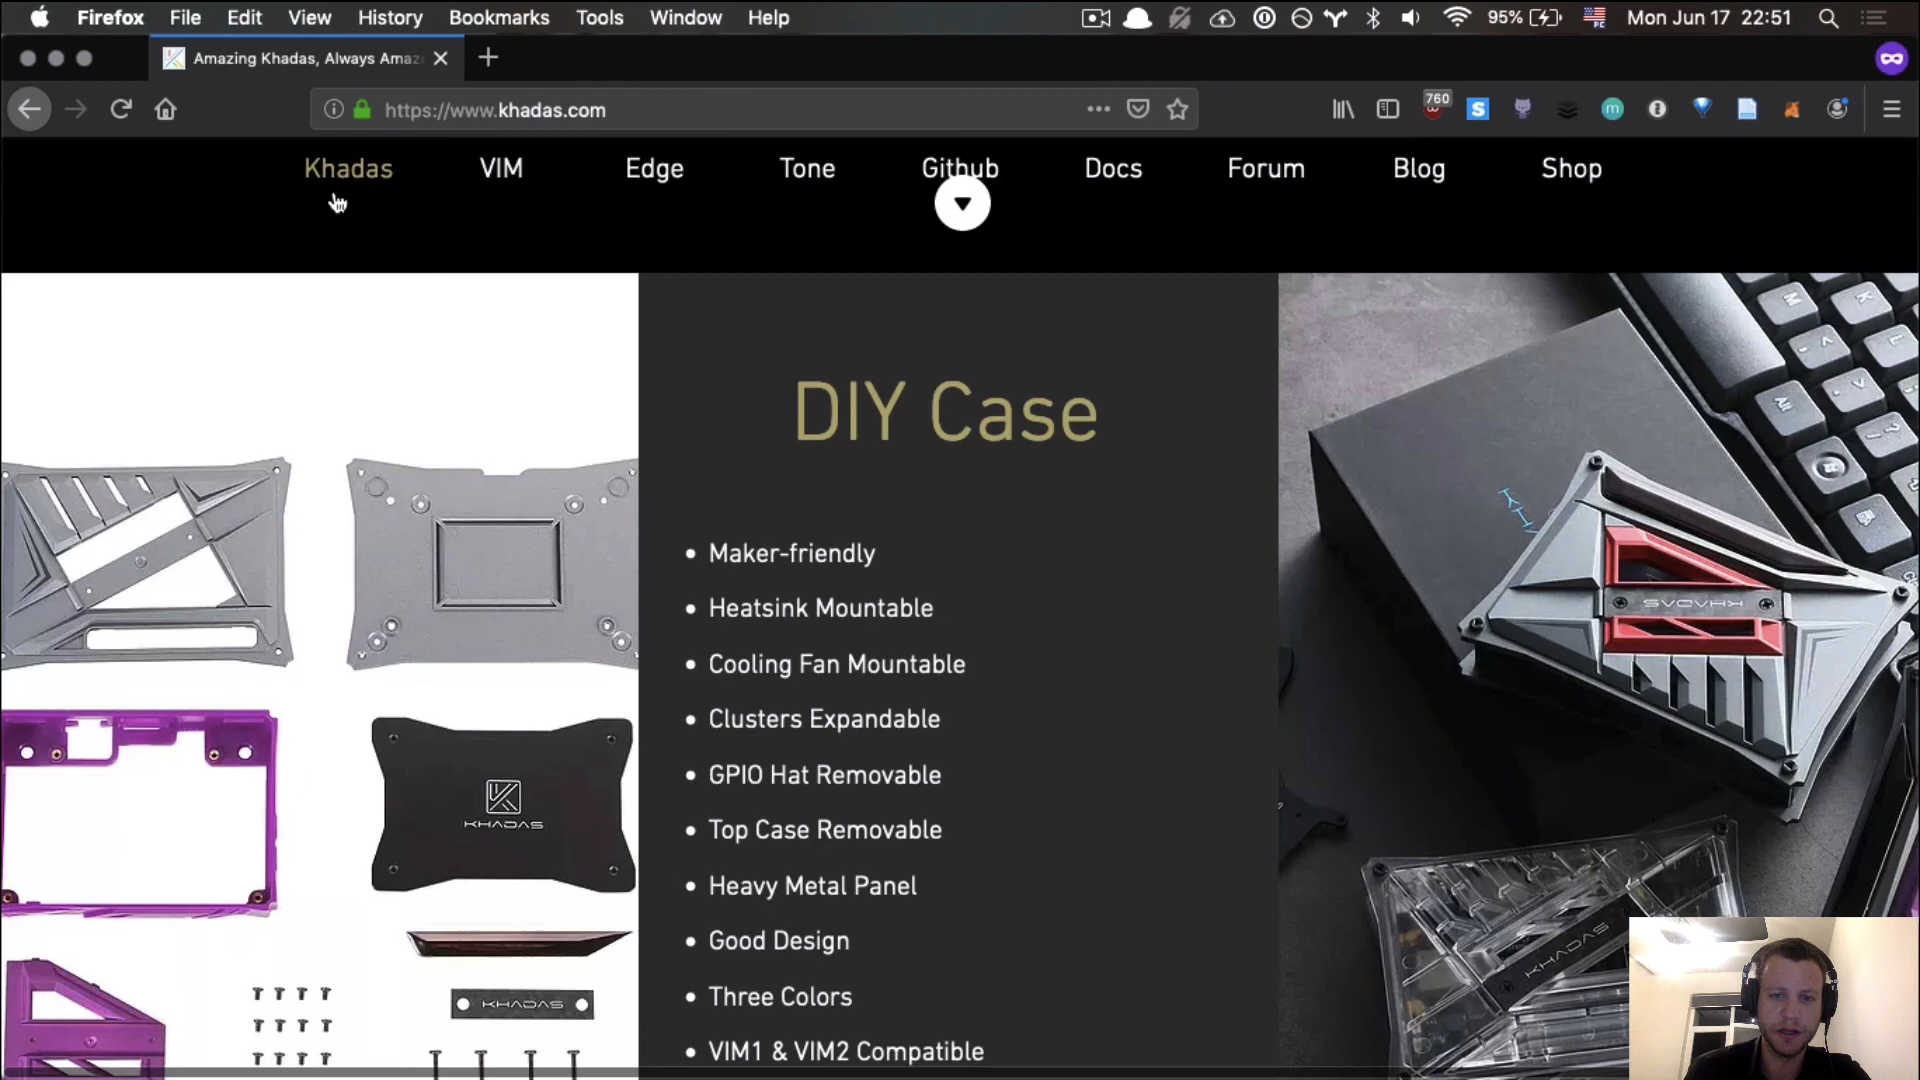 Firefox File Edit View History Bookmarks Tools Window Help 95% Mon Jun 17 22:51
Amazing Khadas, Always Amaz
https://www.khadas.com
760
Khadas VIM Edge Tone Github Docs Forum Blog Shop
DIY Case
• Maker-friendly
• Heatsink Mountable
• Cooling Fan Mountable
• Clusters Expandable
• GPIO Hat Removable
• Top Case Removable
• Heavy Metal Panel
• Good Design
• Three Colors
• VIM1 & VIM2 Compatible
KHADAS
KHADAS
KHADAS
KHADAS